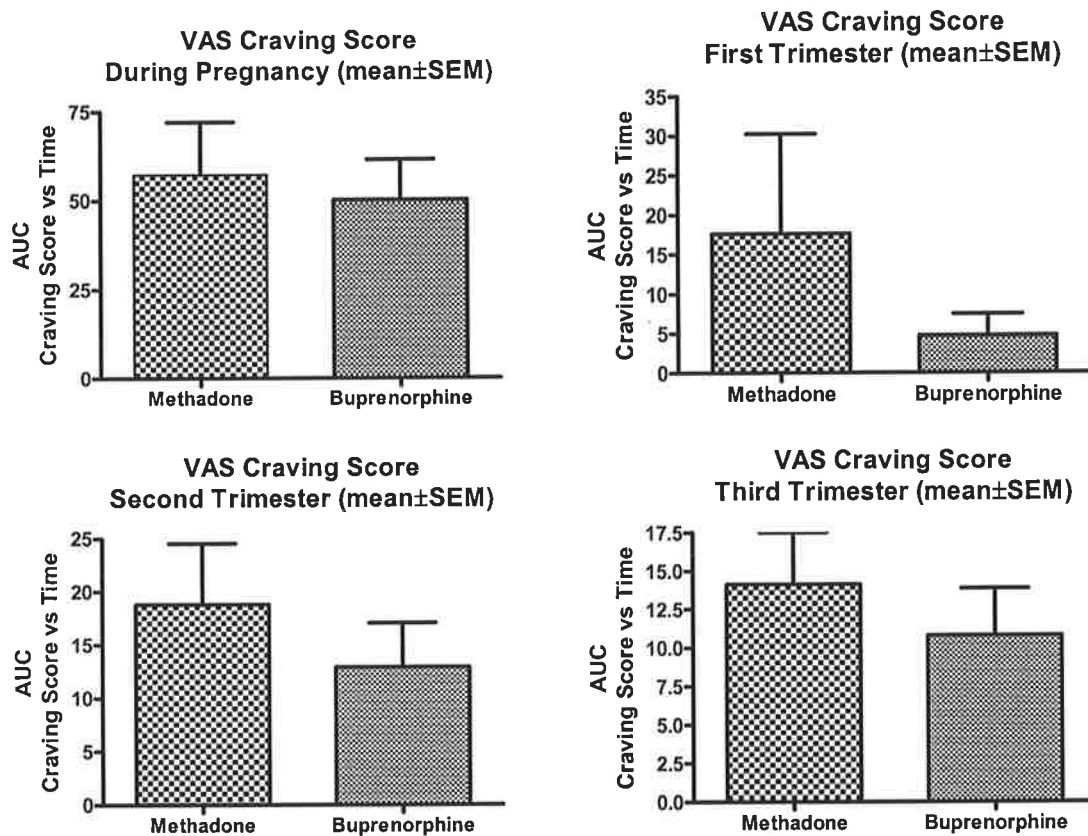 VAS Craving Score
During Pregnancy (mean±SEM)
75
50
25
0
AUC
Craving Score vs Time
Methadone
Buprenorphine
VAS Craving Score
First Trimester (mean±SEM)
35
30
25
20
15
10
5
0
AUC
Craving Score vs Time
Methadone
Buprenorphine
VAS Craving Score
Second Trimester (mean±SEM)
25
20
15
10
5
0
AUC
Craving Score vs Time
Methadone
Buprenorphine
VAS Craving Score
Third Trimester (mean±SEM)
17.5
15.0
12.5
10.0
7.5
5.0
2.5
0.0
AUC
Craving Score vs Time
Methadone
Buprenorphine